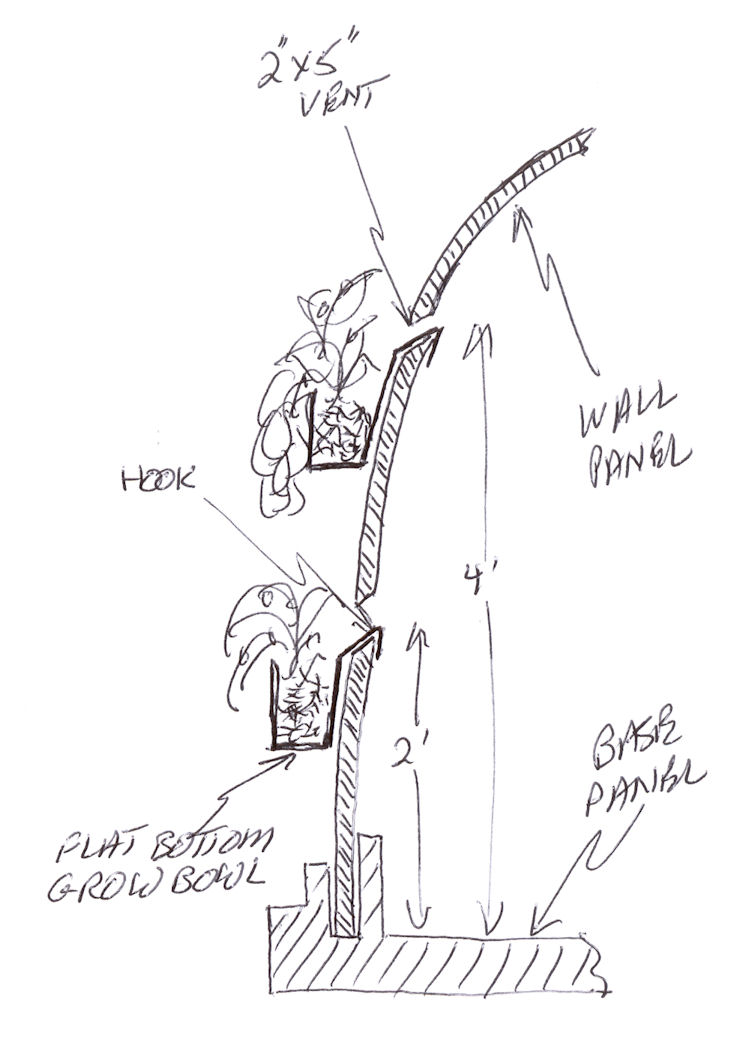 2"x5"
VENT
WALL
PANEL
HOOK
4'
2'
BASE
PANEL
FLAT BOTTOM
GROW BOWL